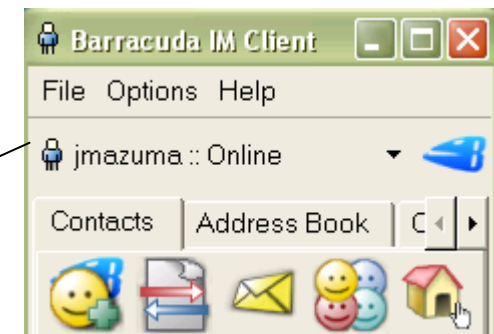 Barracuda IM Client
File Options Help
jmazuma :: Online
Contacts Address Book